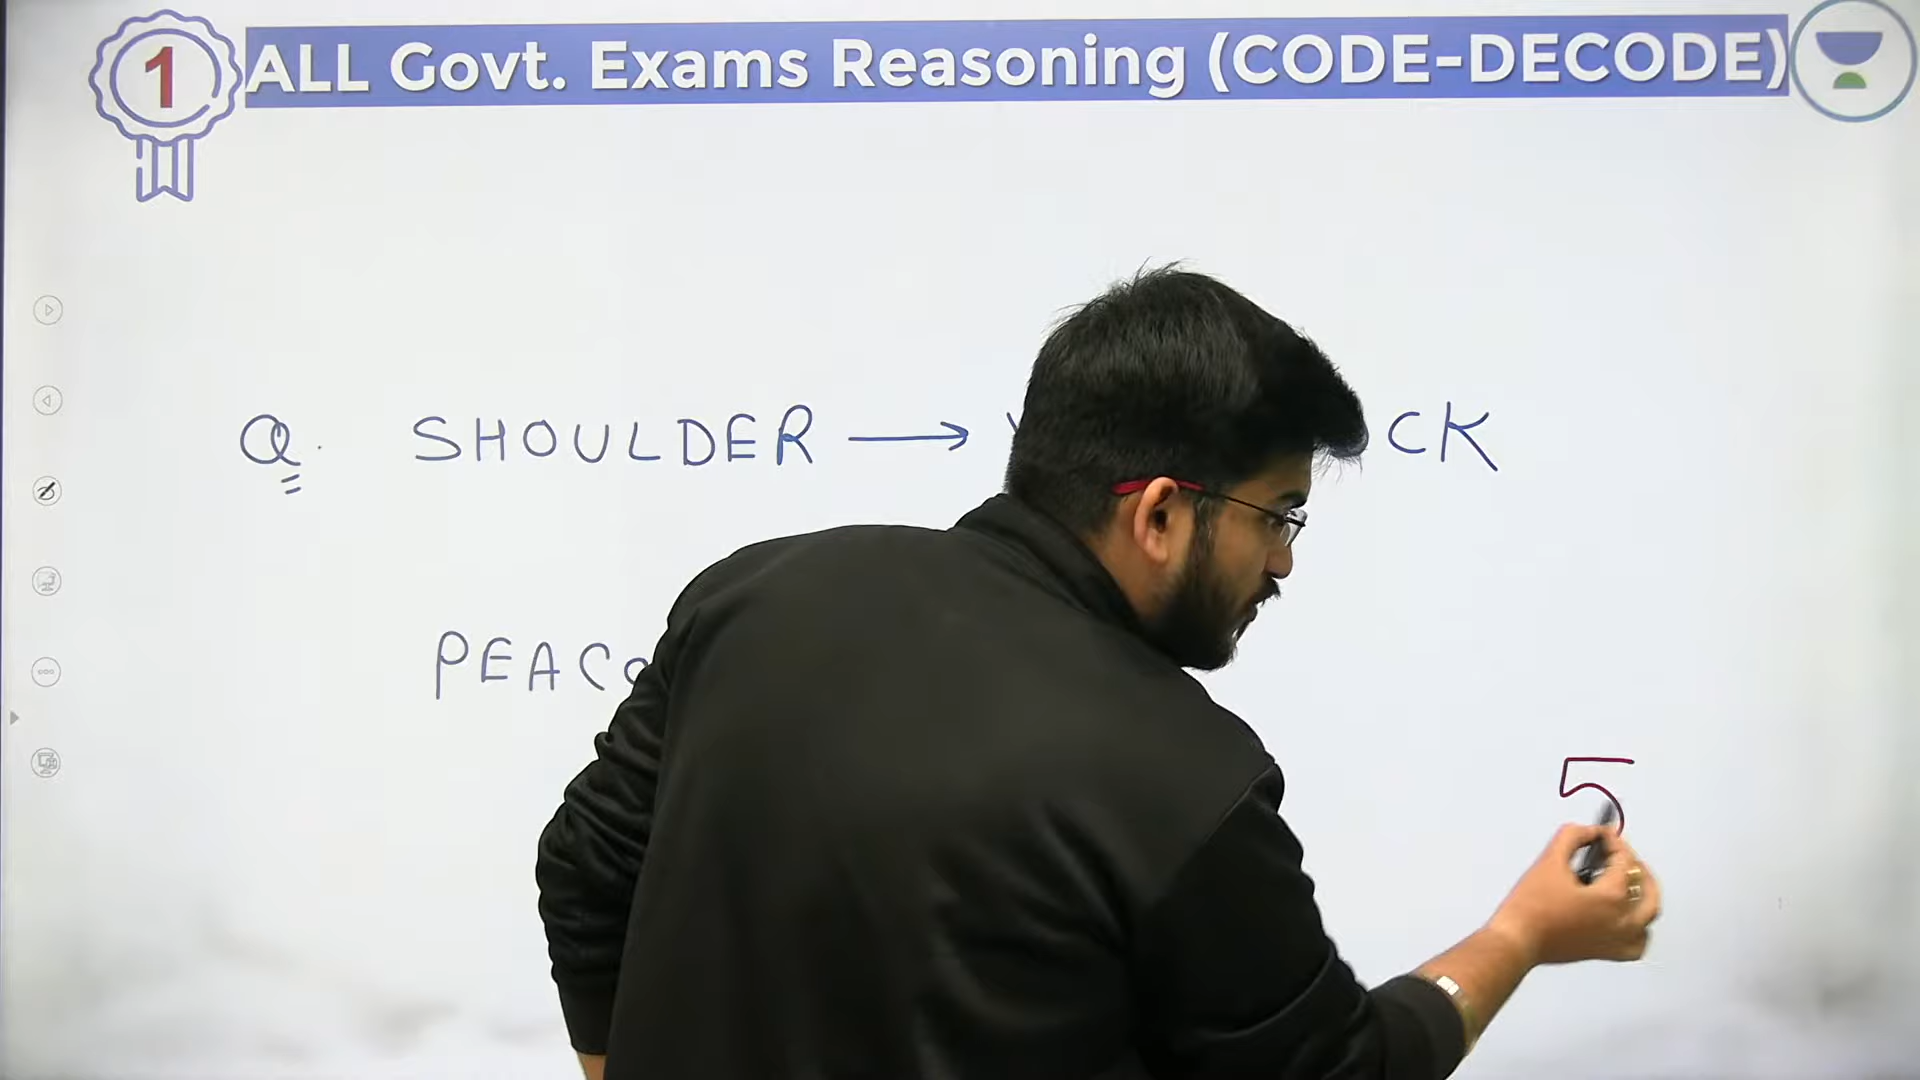 1
ALL Govt. Exams Reasoning (CODE-DECODE)
Q. SHOULDER → CK
PEAC
5